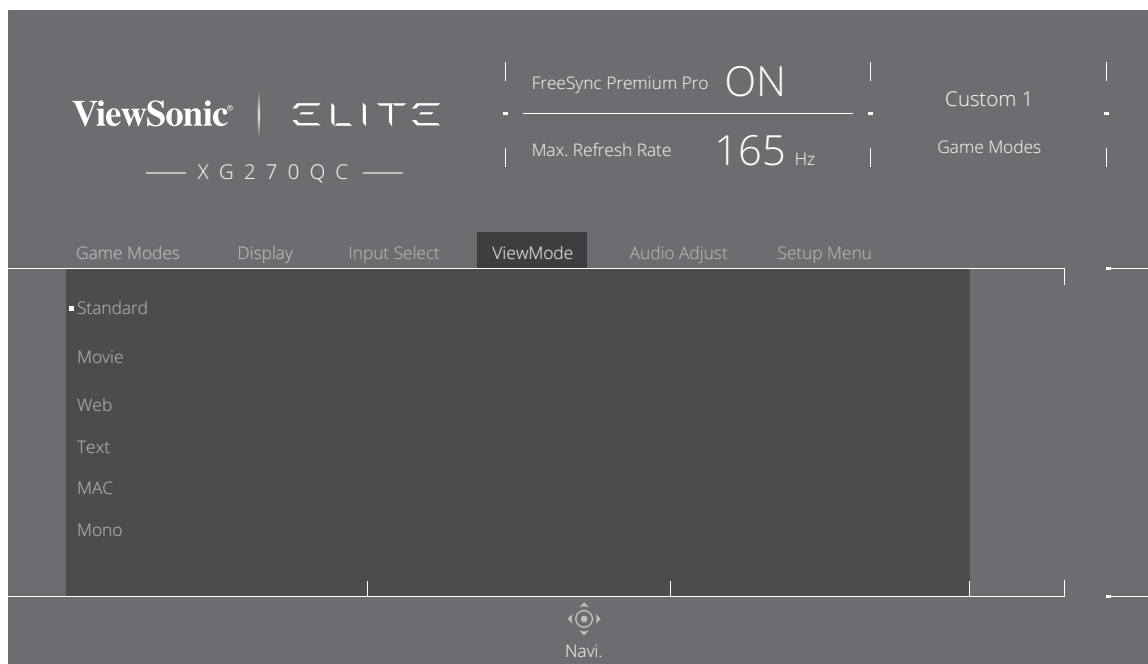 ViewSonic® ELITE
XG270QC
FreeSync Premium Pro ON
Max. Refresh Rate 165 Hz
Custom 1
Game Modes
Game Modes Display Input Select ViewMode Audio Adjust Setup Menu
Standard
Movie
Web
Text
MAC
Mono
Navi.